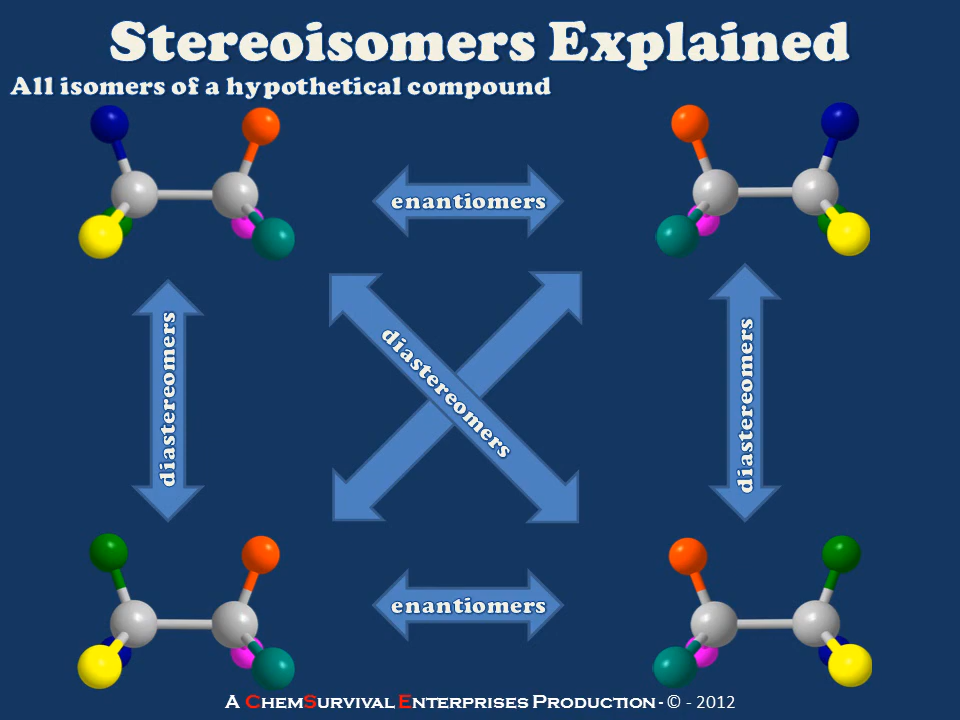 Stereoisomers Explained
All isomers of a hypothetical compound
enantiomers
diastereomers
diastereomers
diastereomers
enantiomers
A ChemSurvival Enterprises Production - © - 2012